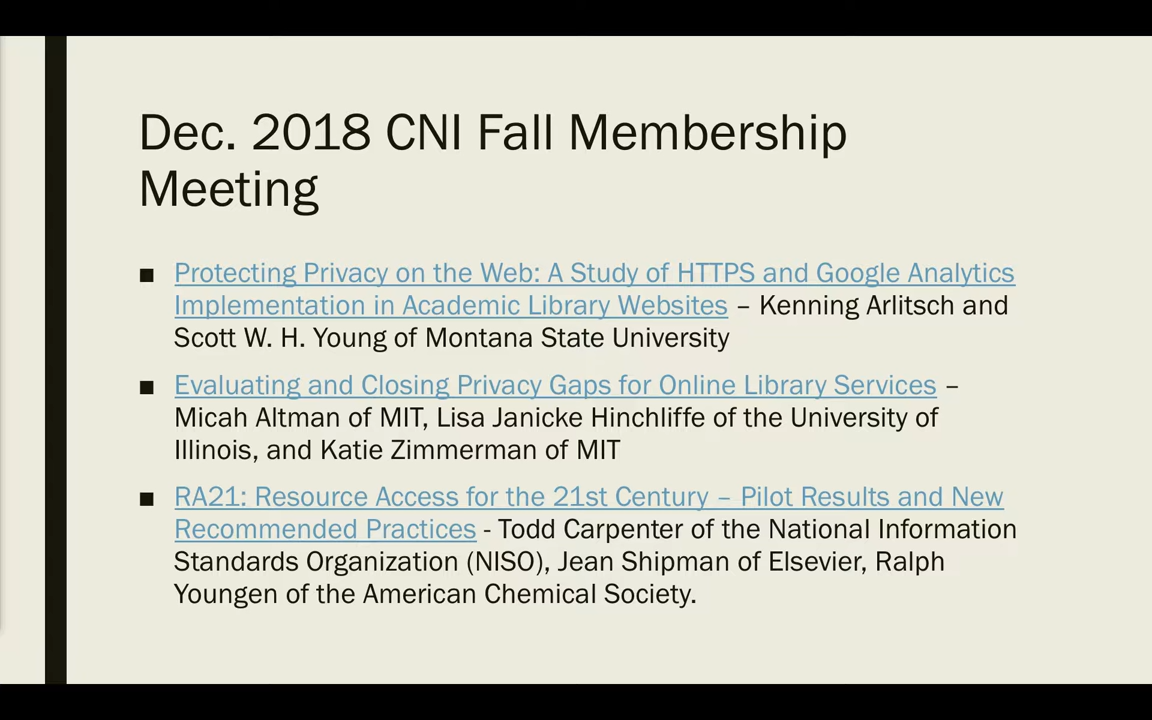 Dec. 2018 CNI Fall Membership
Meeting
■ Protecting Privacy on the Web: A Study of HTTPS and Google Analytics
Implementation in Academic Library Websites – Kenning Arlitsch and
Scott W. H. Young of Montana State University
■ Evaluating and Closing Privacy Gaps for Online Library Services –
Micah Altman of MIT, Lisa Janicke Hinchliffe of the University of
Illinois, and Katie Zimmerman of MIT
■ RA21: Resource Access for the 21st Century – Pilot Results and New
Recommended Practices - Todd Carpenter of the National Information
Standards Organization (NISO), Jean Shipman of Elsevier, Ralph
Youngen of the American Chemical Society.